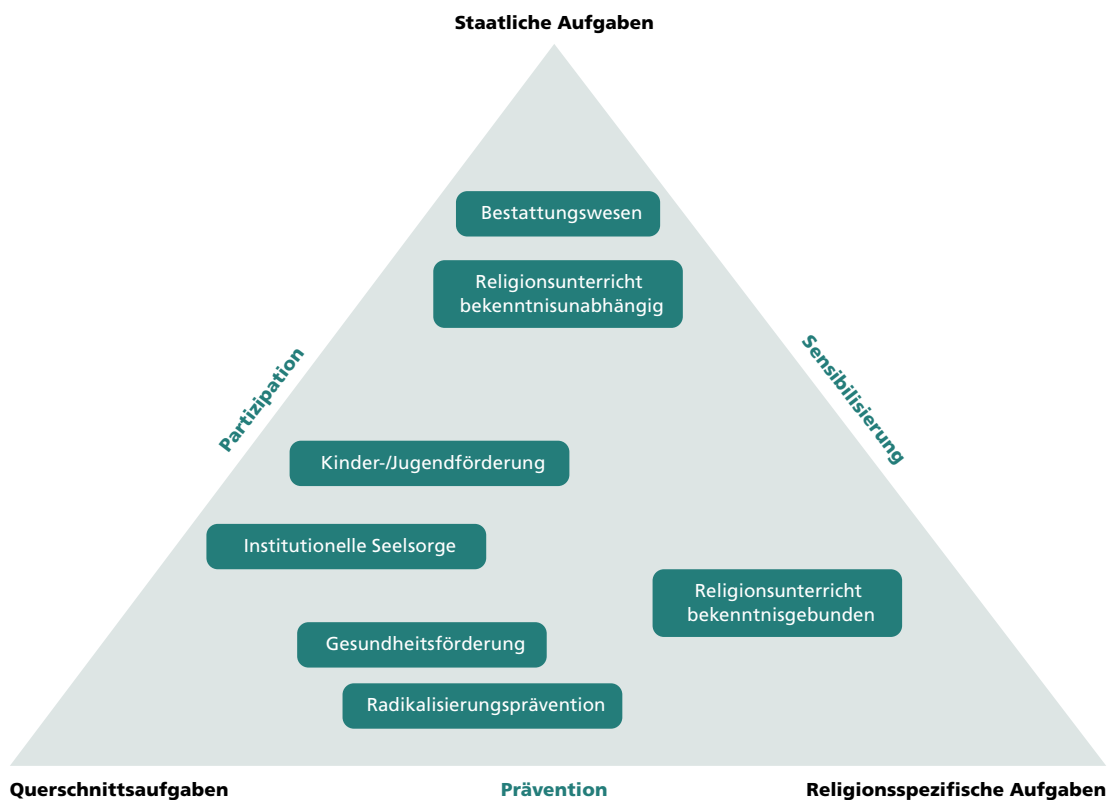 Staatliche Aufgaben
Bestattungswesen
Religionsunterricht
bekenntnisunabhängig
Partizipation
Sensibilisierung
Kinder-/Jugendförderung
Institutionelle Seelsorge
Religionsunterricht
bekenntnisgebunden
Gesundheitsförderung
Radikalisierungsprävention
Querschnittsaufgaben
Prävention
Religionsspezifische Aufgaben